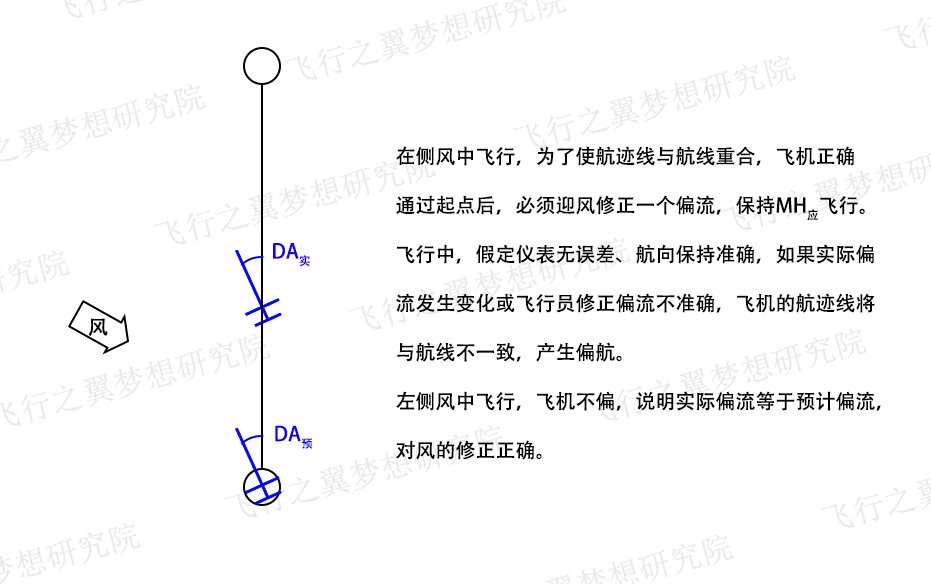 在侧风中飞行，为了使航迹线与航线重合，飞机正确
通过起点后，必须迎风修正一个偏流，保持MH应飞行。
DA实
飞行中，假定仪表无误差、航向保持准确，如果实际偏
流发生变化或飞行员修正偏流不准确，飞机的航迹线将
风
与航线不一致，产生偏航。
左侧风中飞行，飞机不偏，说明实际偏流等于预计偏流，
DA预
对风的修正正确。
飞行之翼梦想研究院